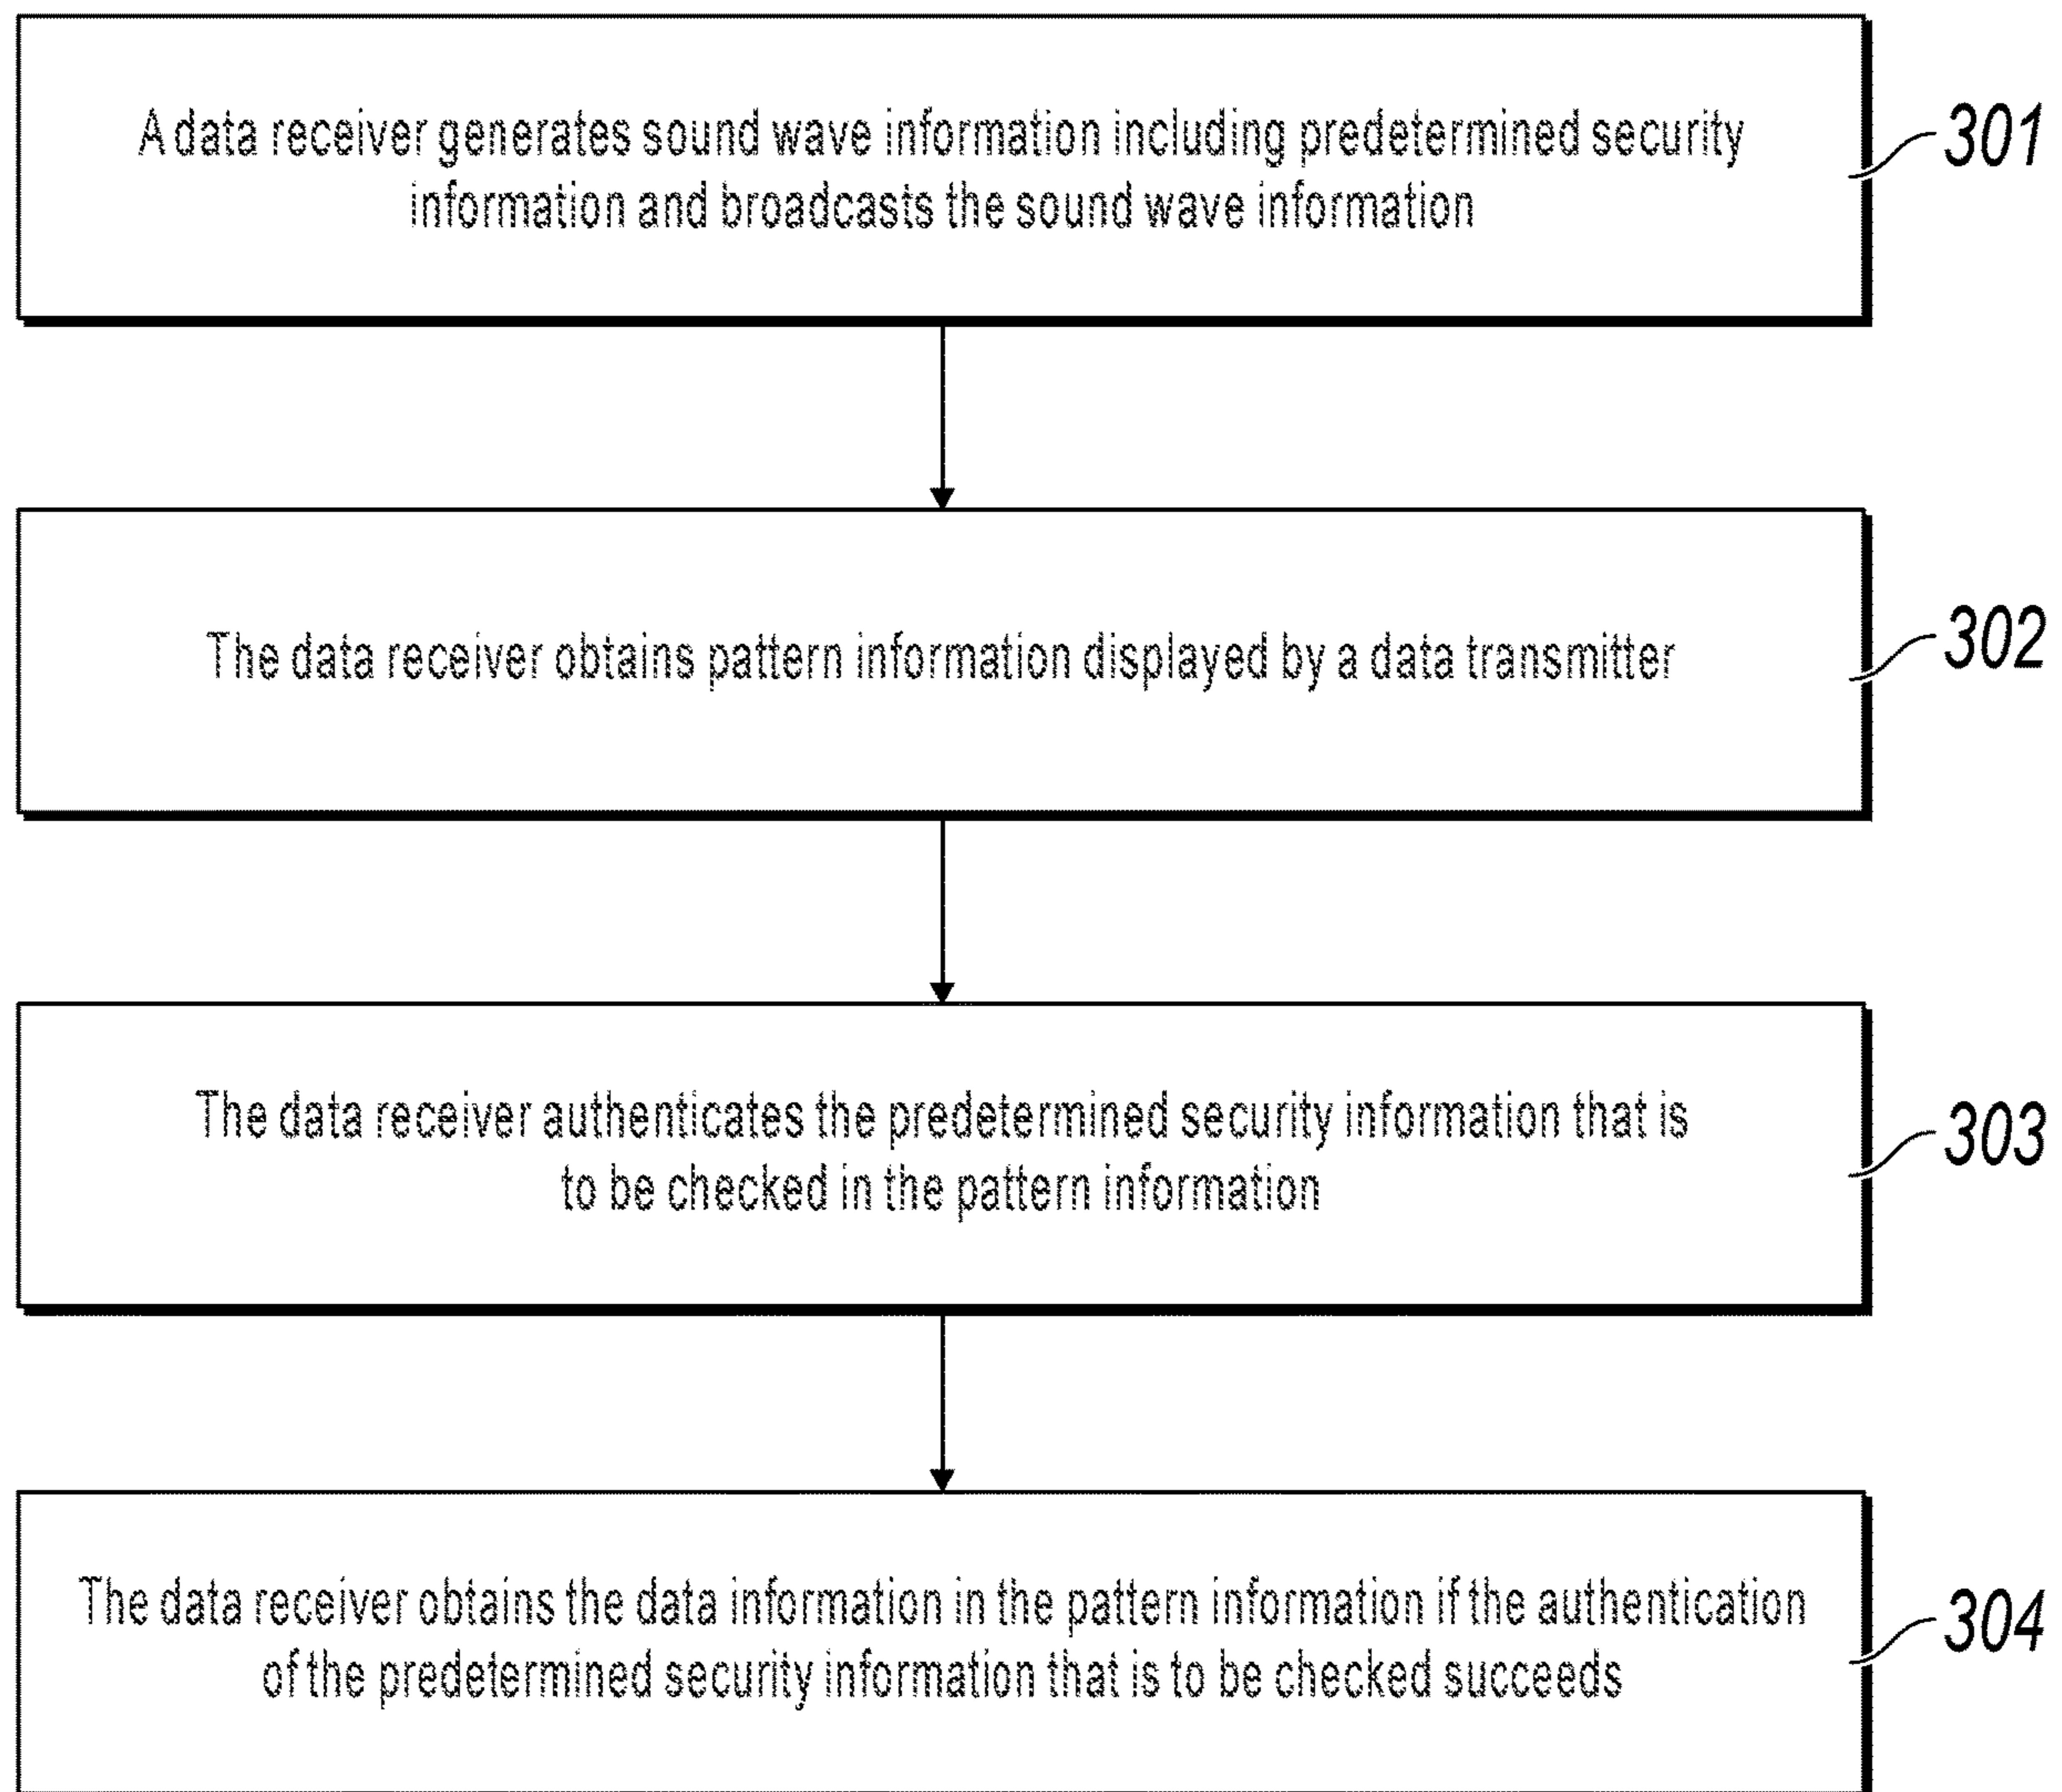 A data receiver generates sound wave information including predetermined security
information and broadcasts the sound wave information
301
The data receiver obtains pattern information displayed by a data transmitter
302
The data receiver authenticates the predetermined security information that is
to be checked in the pattern information
303
The data receiver obtains the data information in the pattern information if the authentication
of the predetermined security information that is to be checked succeeds
304